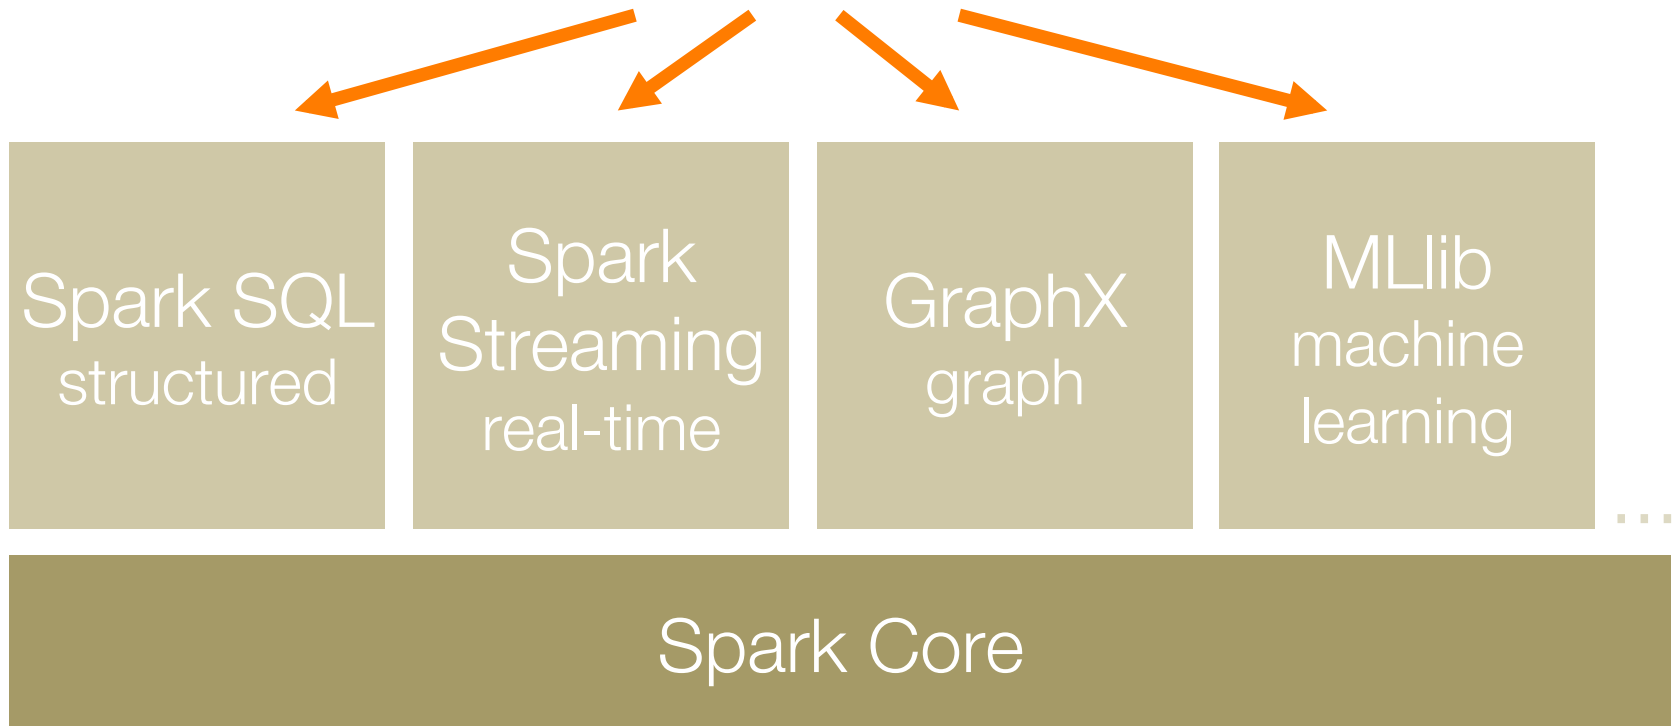 Spark SQL
structured
Spark
Streaming
real-time
GraphX
graph
MLlib
machine
learning
...
Spark Core